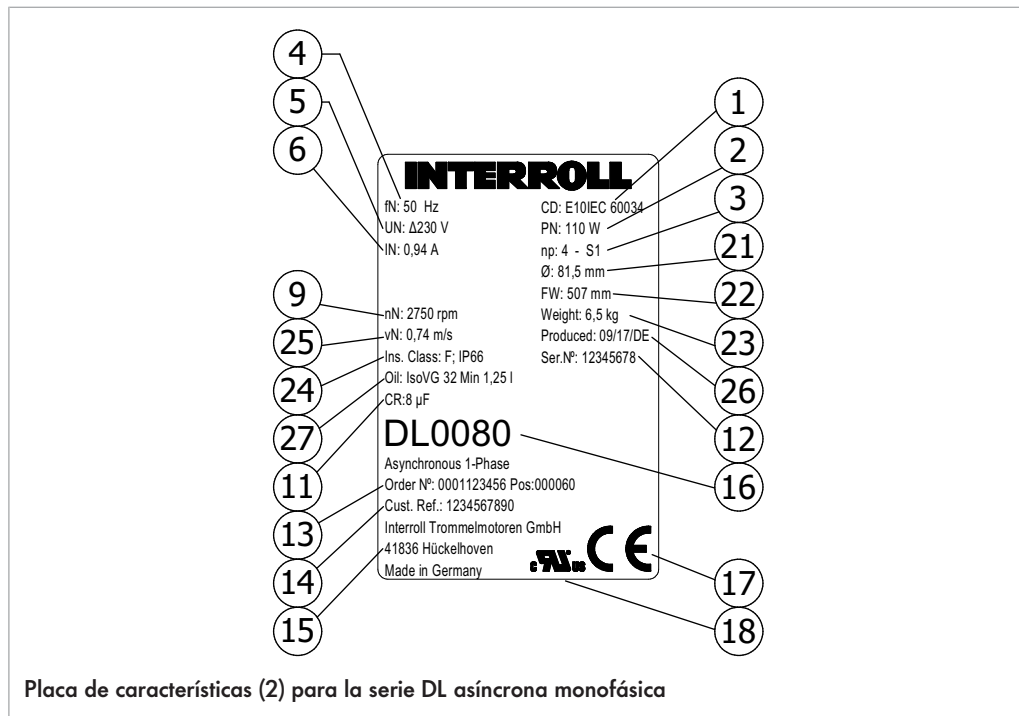 4
5
6
9
25
24
27
11
13
14
15
1
2
3
21
22
23
26
12
16
17
18
INTERROLL
fN: 50 Hz
UN: Δ230 V
IN: 0,94 A
CD: E10IEC 60034
PN: 110 W
np: 4 - S1
Ø: 81,5 mm
FW: 507 mm
Weight: 6,5 kg
Produced: 09/17/DE
Ser.Nº: 12345678
nN: 2750 rpm
vN: 0,74 m/s
Ins. Class: F; IP66
Oil: IsoVG 32 Min 1,25 l
CR:8 µF
DL0080
Asynchronous 1-Phase
Order Nº: 0001123456 Pos:000060
Cust. Ref.: 1234567890
Interroll Trommelmotoren GmbH
41836 Hückelhoven
Made in Germany
c RU us CE
Placa de características (2) para la serie DL asíncrona monofásica